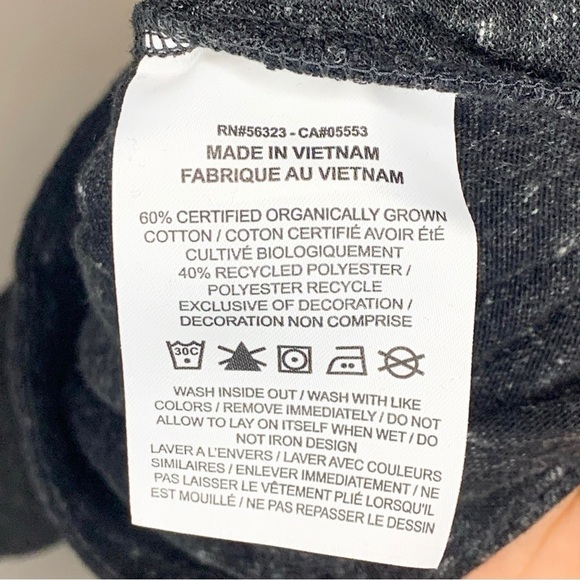 RN#56323 - CA#05553
MADE IN VIETNAM
FABRIQUE AU VIETNAM
60% CERTIFIED ORGANICALLY GROWN
COTTON / COTON CERTIFIÉ AVOIR ÉtÉ
CULTIVÉ BIOLOGIQUEMENT
40% RECYCLED POLYESTER /
POLYESTER RECYCLE
EXCLUSIVE OF DECORATION /
DECORATION NON COMPRISE
30C
WASH INSIDE OUT / WASH WITH LIKE
COLORS / REMOVE IMMEDIATELY / DO NOT
ALLOW TO LAY ON ITSELF WHEN WET / DO
NOT IRON DESIGN
LAVER A L'ENVERS / LAVER AVEC COULEURS
SIMILAIRES / ENLEVER IMMEDIATEMENT / NE
PAS LAISSER LE VÊTEMENT PLIÉ LORSQU'IL
EST MOUILLÉ / NE PAS REPASSER LE DESSIN